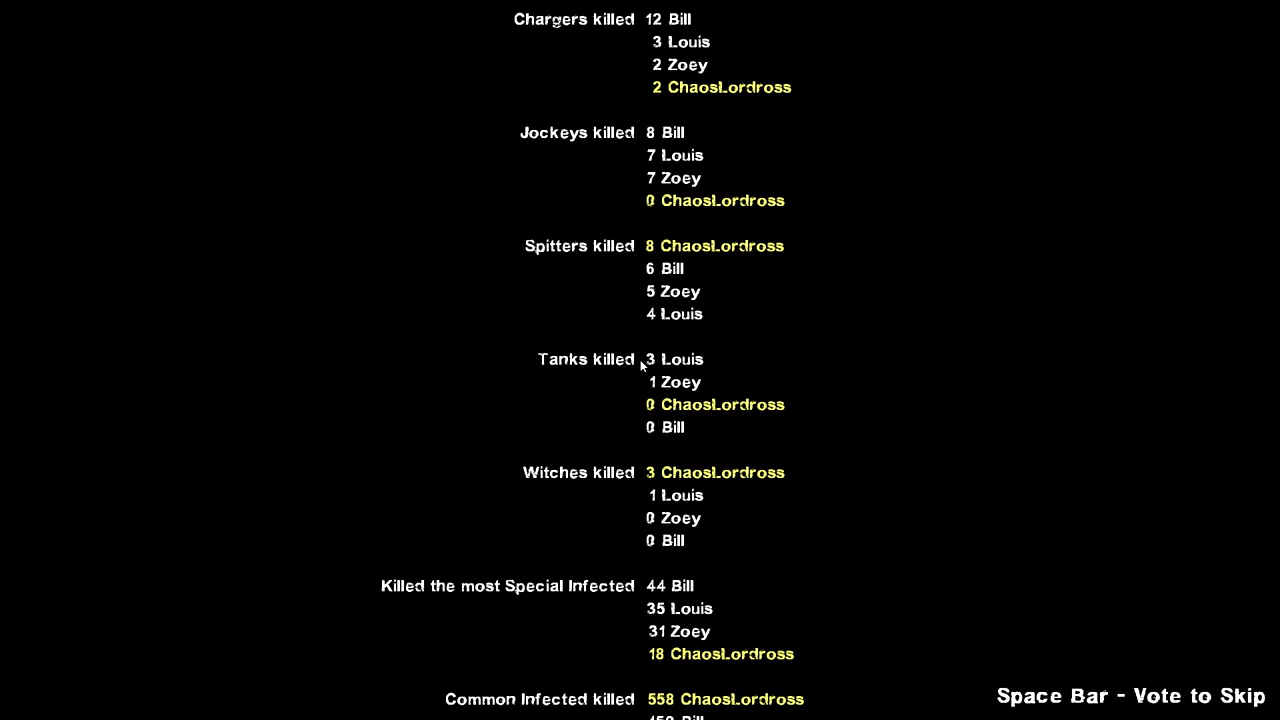 Chargers killed 12 Bill
3 Louis
2 Zoey
2 ChaosLordross
Jockeys killed 8 Bill
7 Louis
7 Zoey
0 ChaosLordross
Spitters killed 8 ChaosLordross
6 Bill
5 Zoey
4 Louis
Tanks killed 3 Louis
1 Zoey
0 ChaosLordross
0 Bill
Witches killed 3 ChaosLordross
1 Louis
0 Zoey
0 Bill
Killed the most Special Infected 44 Bill
35 Louis
31 Zoey
18 ChaosLordross
Common Infected killed 558 ChaosLordross
Bill
Space Bar - Vote to Skip